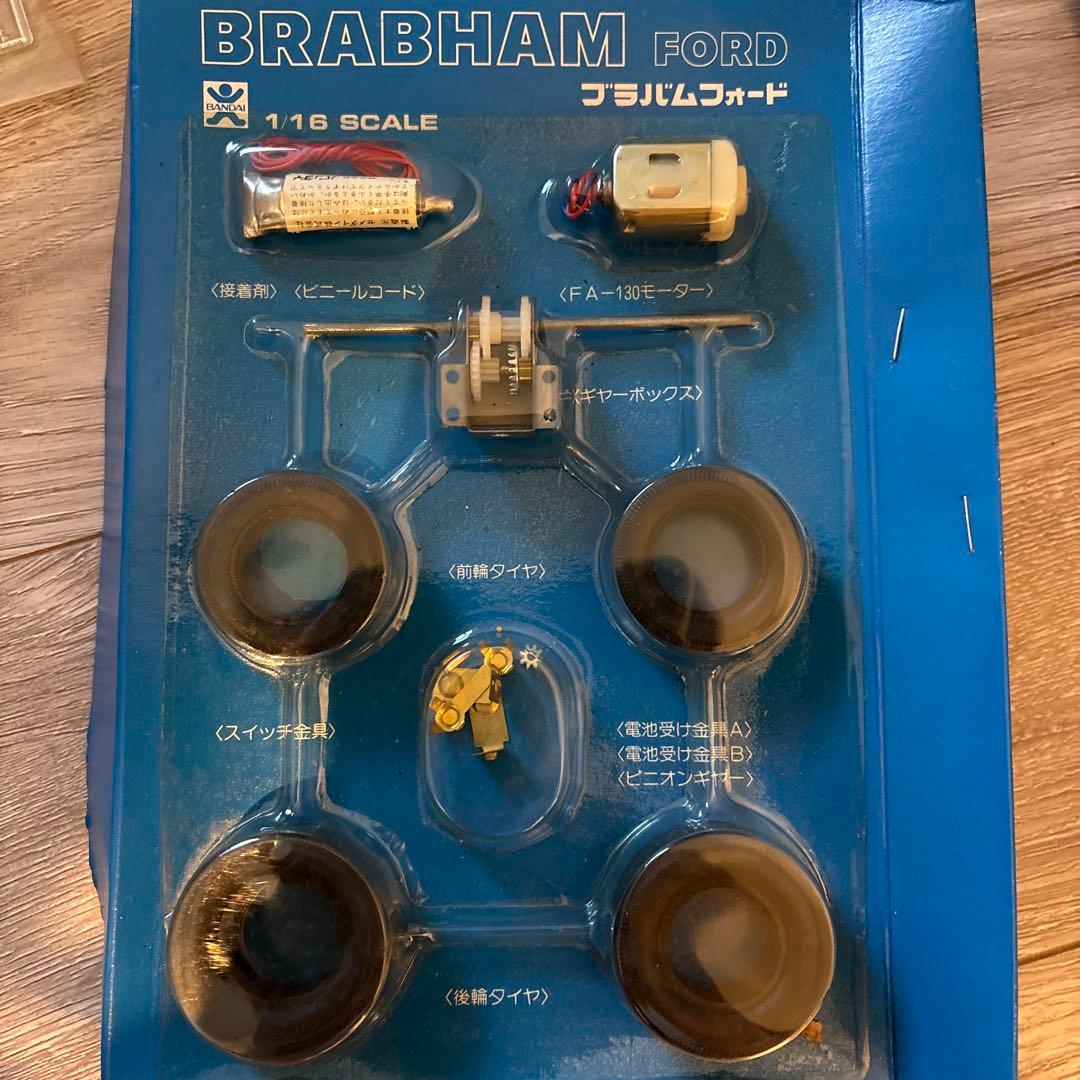 BRABHAM FORD
ブラバムフォード
BANDAI
1/16 SCALE
〈接着剤〉〈ビニールコード〉
〈FA-130モーター〉
〈ギヤーボックス〉
〈前輪タイヤ〉
〈スイッチ金具〉
〈電池受け金具A〉
〈電池受け金具B〉
〈ピニオンギヤー〉
〈後輪タイヤ〉